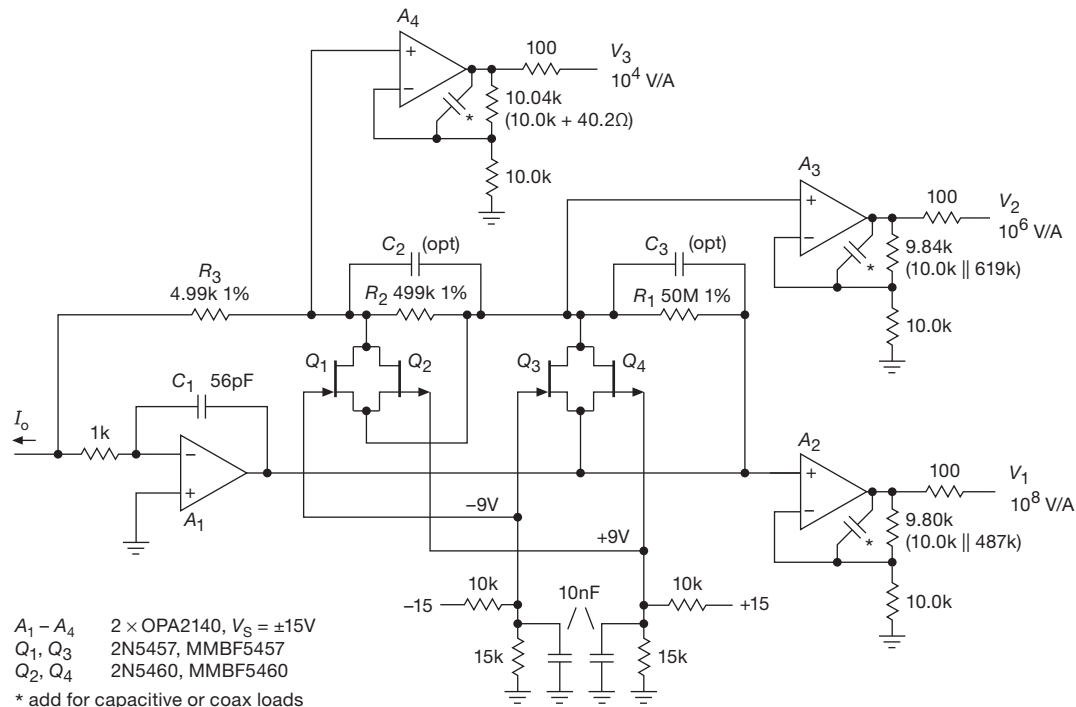 A4
+
−
100
V3
10^4 V/A
10.04k
(10.0k + 40.2Ω)
*
10.0k
A3
+
−
100
V2
10^6 V/A
9.84k
(10.0k || 619k)
*
10.0k
C2 (opt)
C3 (opt)
R3
4.99k 1%
R2 499k 1%
R1 50M 1%
Q1
Q2
Q3
Q4
C1 56pF
Io
1k
−
+
A1
A2
+
−
100
V1
10^8 V/A
9.80k
(10.0k || 487k)
*
10.0k
−9V
+9V
10k
10nF
10k
−15
+15
15k
15k
A1 – A4 2 × OPA2140, VS = ±15V
Q1, Q3 2N5457, MMBF5457
Q2, Q4 2N5460, MMBF5460
* add for capacitive or coax loads